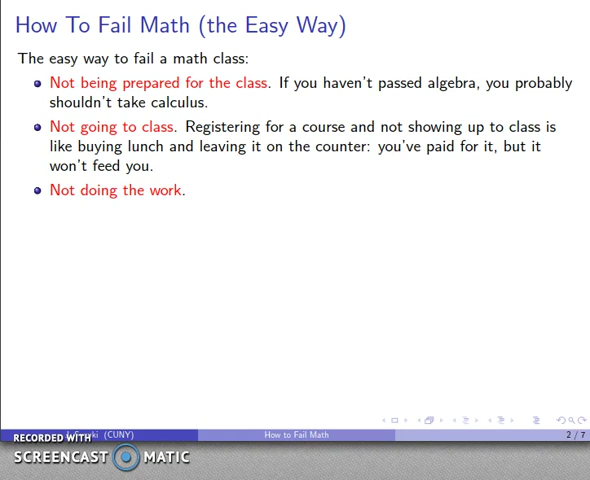 How To Fail Math (the Easy Way)
The easy way to fail a math class:
Not being prepared for the class. If you haven't passed algebra, you probably
shouldn't take calculus.
Not going to class. Registering for a course and not showing up to class is
like buying lunch and leaving it on the counter: you've paid for it, but it
won't feed you.
Not doing the work.
(CUNY)
How to Fail Math
2 / 7
RECORDED WITH
SCREENCAST MATIC